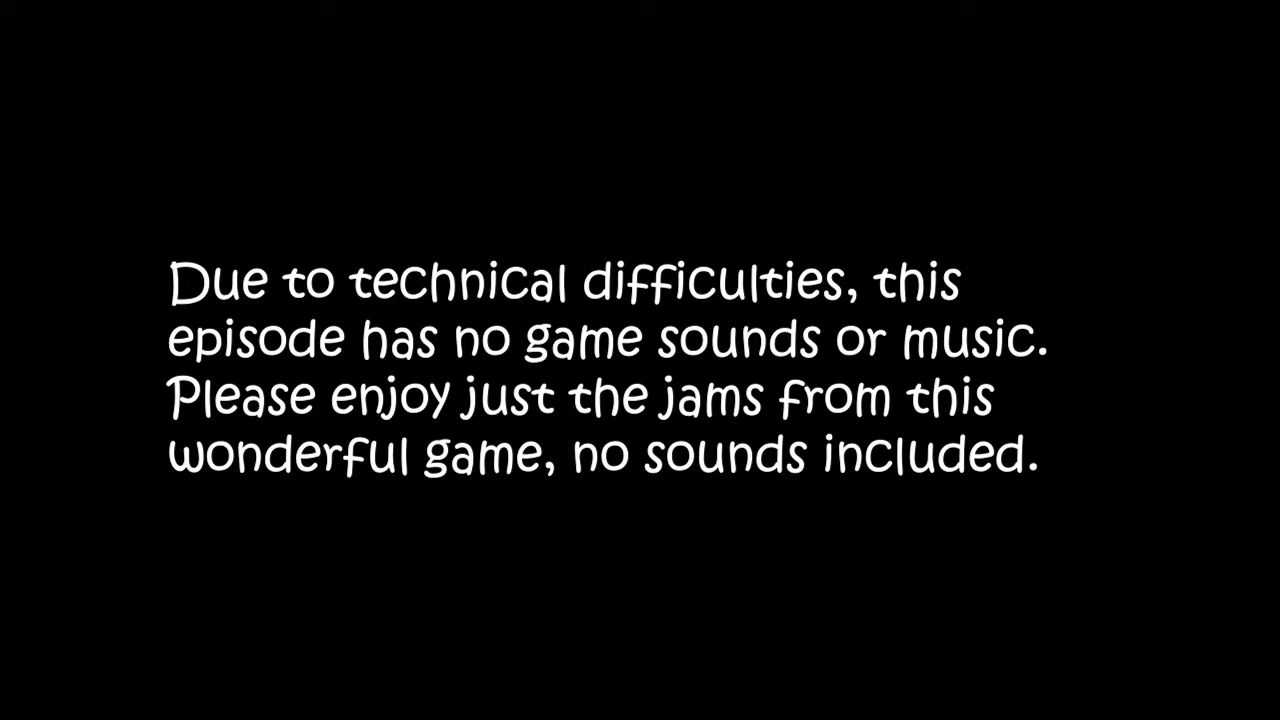 Due to technical difficulties, this
episode has no game sounds or music.
Please enjoy just the jams from this
wonderful game, no sounds included.